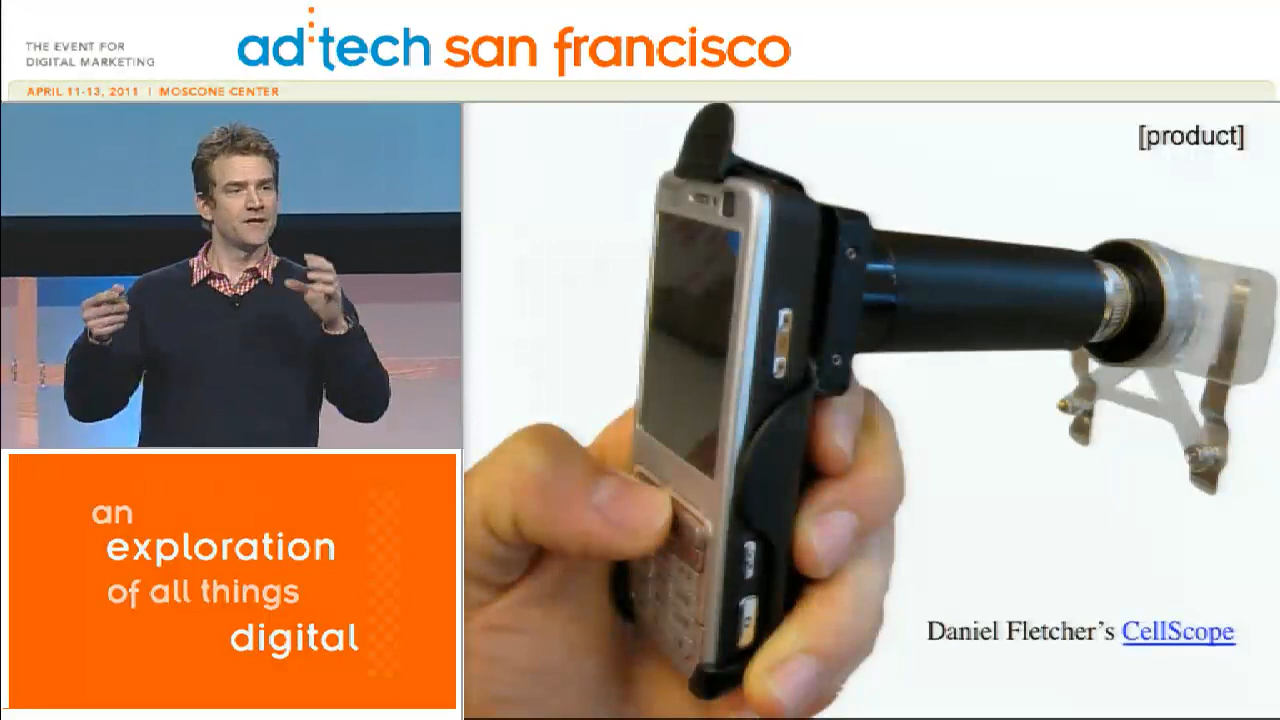 THE EVENT FOR
DIGITAL MARKETING
ad:tech san francisco
APRIL 11-13, 2011 | MOSCONE CENTER
[product]
an
exploration
of all things
digital
Daniel Fletcher's CellScope